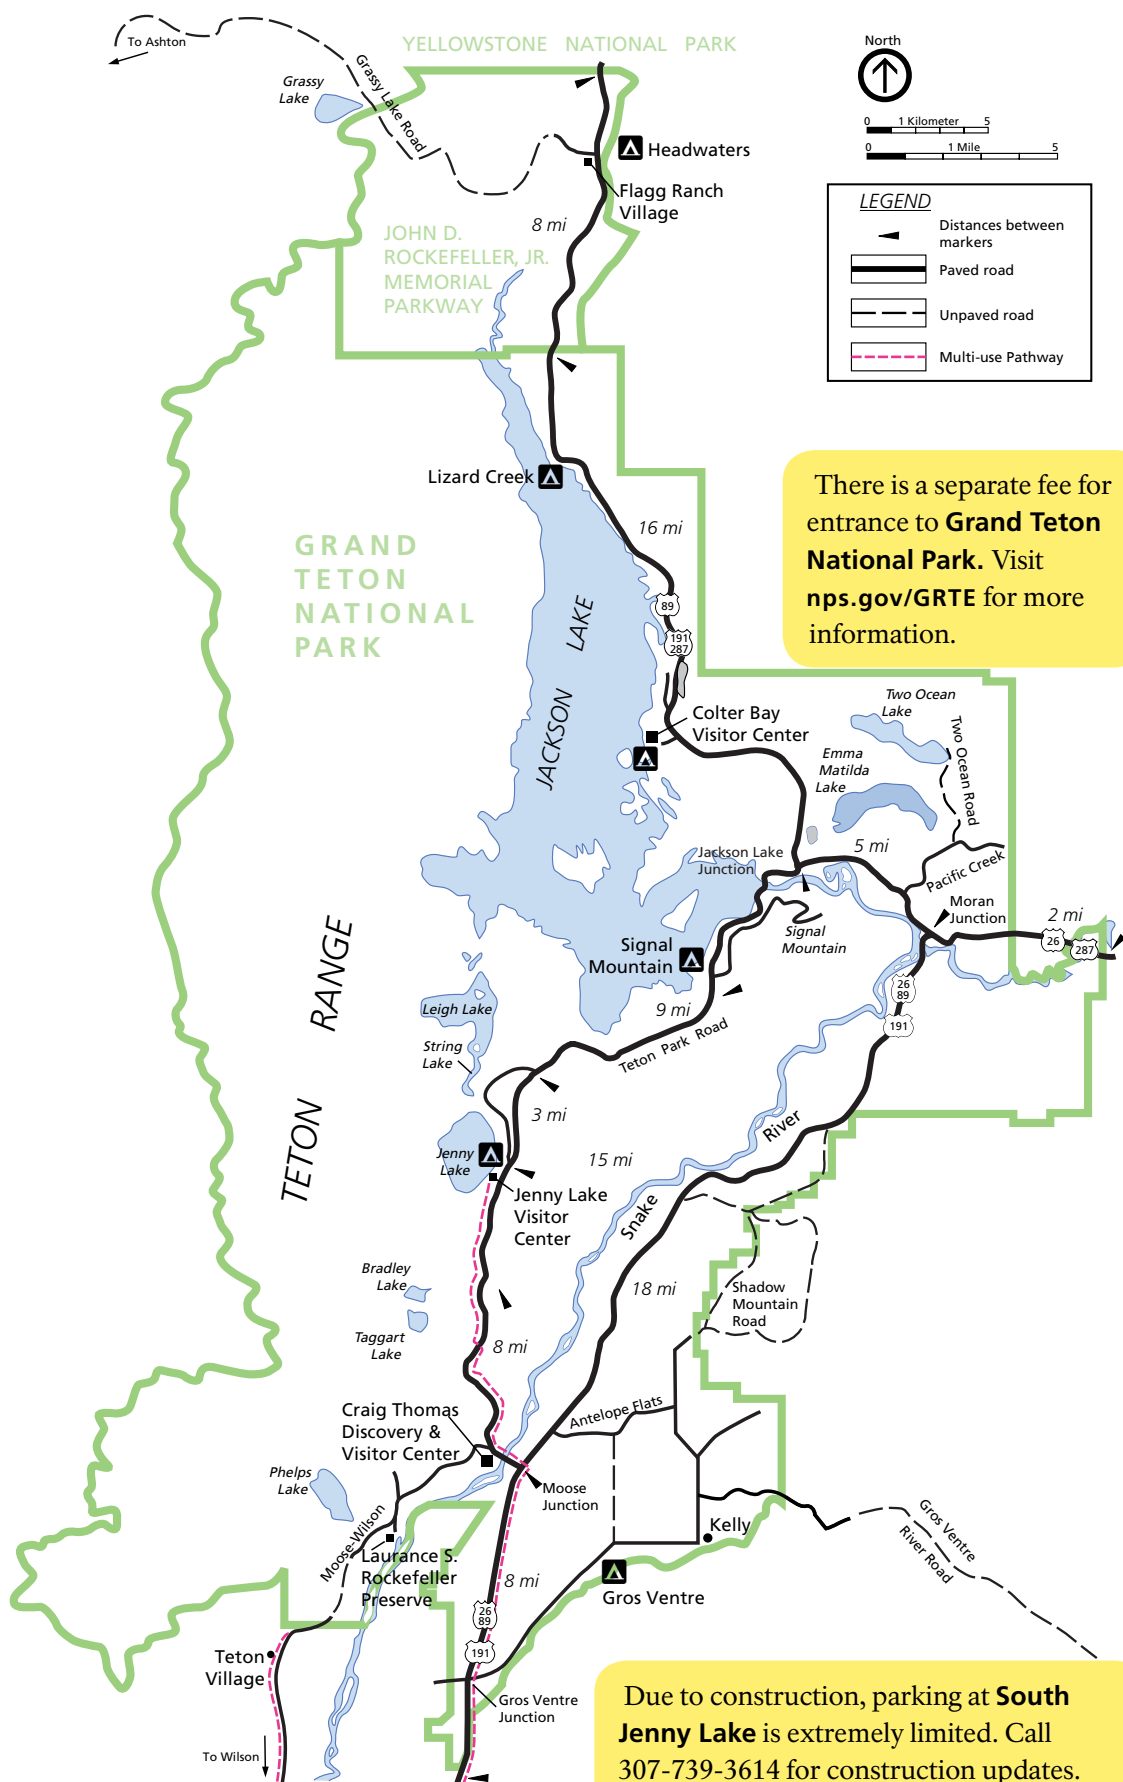 To Ashton
YELLOWSTONE NATIONAL PARK
North
Grassy
Lake
Grassy Lake Road
0 1 Kilometer 5
0 1 Mile 5
Headwaters
Flagg Ranch
Village
LEGEND
Distances between
markers
Paved road
Unpaved road
Multi-use Pathway
8 mi
JOHN D.
ROCKEFELLER, JR.
MEMORIAL
PARKWAY
Lizard Creek
16 mi
There is a separate fee for
entrance to Grand Teton
National Park. Visit
nps.gov/GRTE for more
information.
GRAND
TETON
NATIONAL
PARK
89
191
287
JACKSON LAKE
Colter Bay
Visitor Center
Two Ocean
Lake
Two Ocean Road
Emma
Matilda
Lake
Jackson Lake
Junction
5 mi
Pacific Creek
Moran
Junction
2 mi
26
287
Signal
Mountain
Signal
Mountain
26
89
191
TETON RANGE
Leigh Lake
String
Lake
9 mi
Teton Park Road
3 mi
Jenny
Lake
15 mi
Snake River
Jenny Lake
Visitor
Center
Bradley
Lake
Taggart
Lake
18 mi
Shadow
Mountain
Road
8 mi
Craig Thomas
Discovery &
Visitor Center
Antelope Flats
Phelps
Lake
Moose
Junction
Moose-Wilson
Laurance S.
Rockefeller
Preserve
Kelly
Gros Ventre
River Road
8 mi
Gros Ventre
26
89
191
Teton
Village
Gros Ventre
Junction
To Wilson
Due to construction, parking at South
Jenny Lake is extremely limited. Call
307-739-3614 for construction updates.